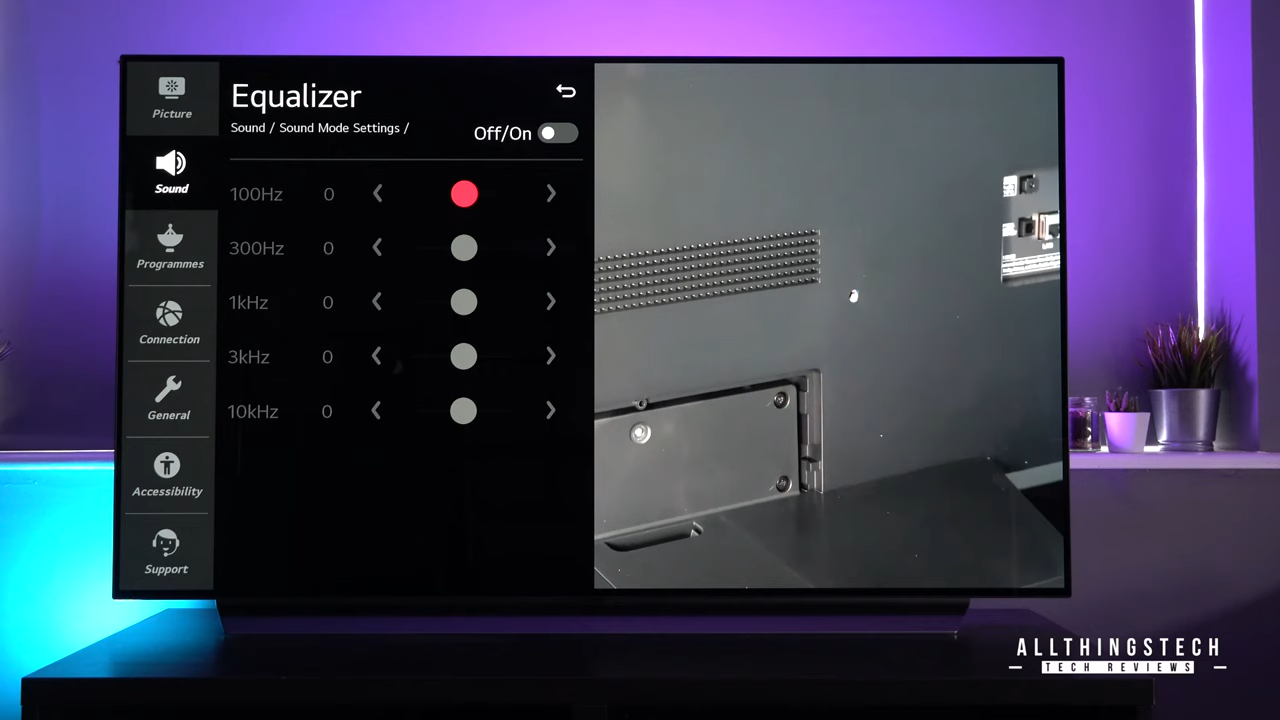 Picture
Sound
Programmes
Connection
General
Accessibility
Support
Equalizer
Sound / Sound Mode Settings /
Off/On
100Hz 0
300Hz 0
1kHz 0
3kHz 0
10kHz 0
ALLTHINGSTECH
TECH REVIEWS